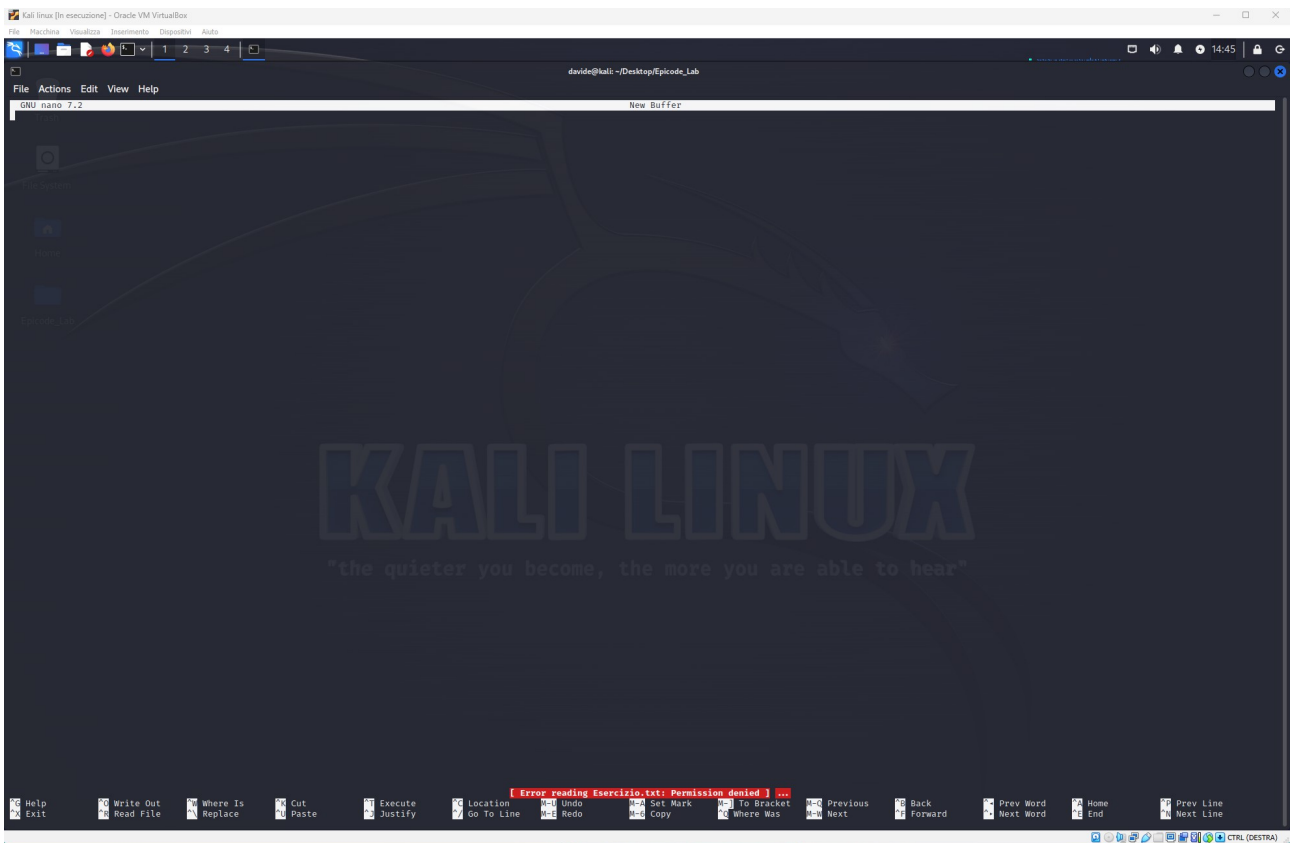 Kali linux [In esecuzione] - Oracle VM VirtualBox
File Macchina Visualizza Inserimento Dispositivi Aiuto
1 2 3 4 14:45
davide@kali: ~/Desktop/Epicode_Lab
File Actions Edit View Help
GNU nano 7.2 New Buffer
File System
Home
Epicode_Lab
KALI LINUX
"the quieter you become, the more you are able to hear"
[ Error reading Esercizio.txt: Permission denied ] ...
^G Help ^O Write Out ^W Where Is ^K Cut ^T Execute ^C Location M-U Undo M-A Set Mark M-] To Bracket M-Q Previous ^B Back ^◂ Prev Word ^A Home ^P Prev Line
^X Exit ^R Read File ^\ Replace ^U Paste ^J Justify ^/ Go To Line M-E Redo M-6 Copy ^Q Where Was M-W Next ^F Forward ^▸ Next Word ^E End ^N Next Line
CTRL (DESTRA)